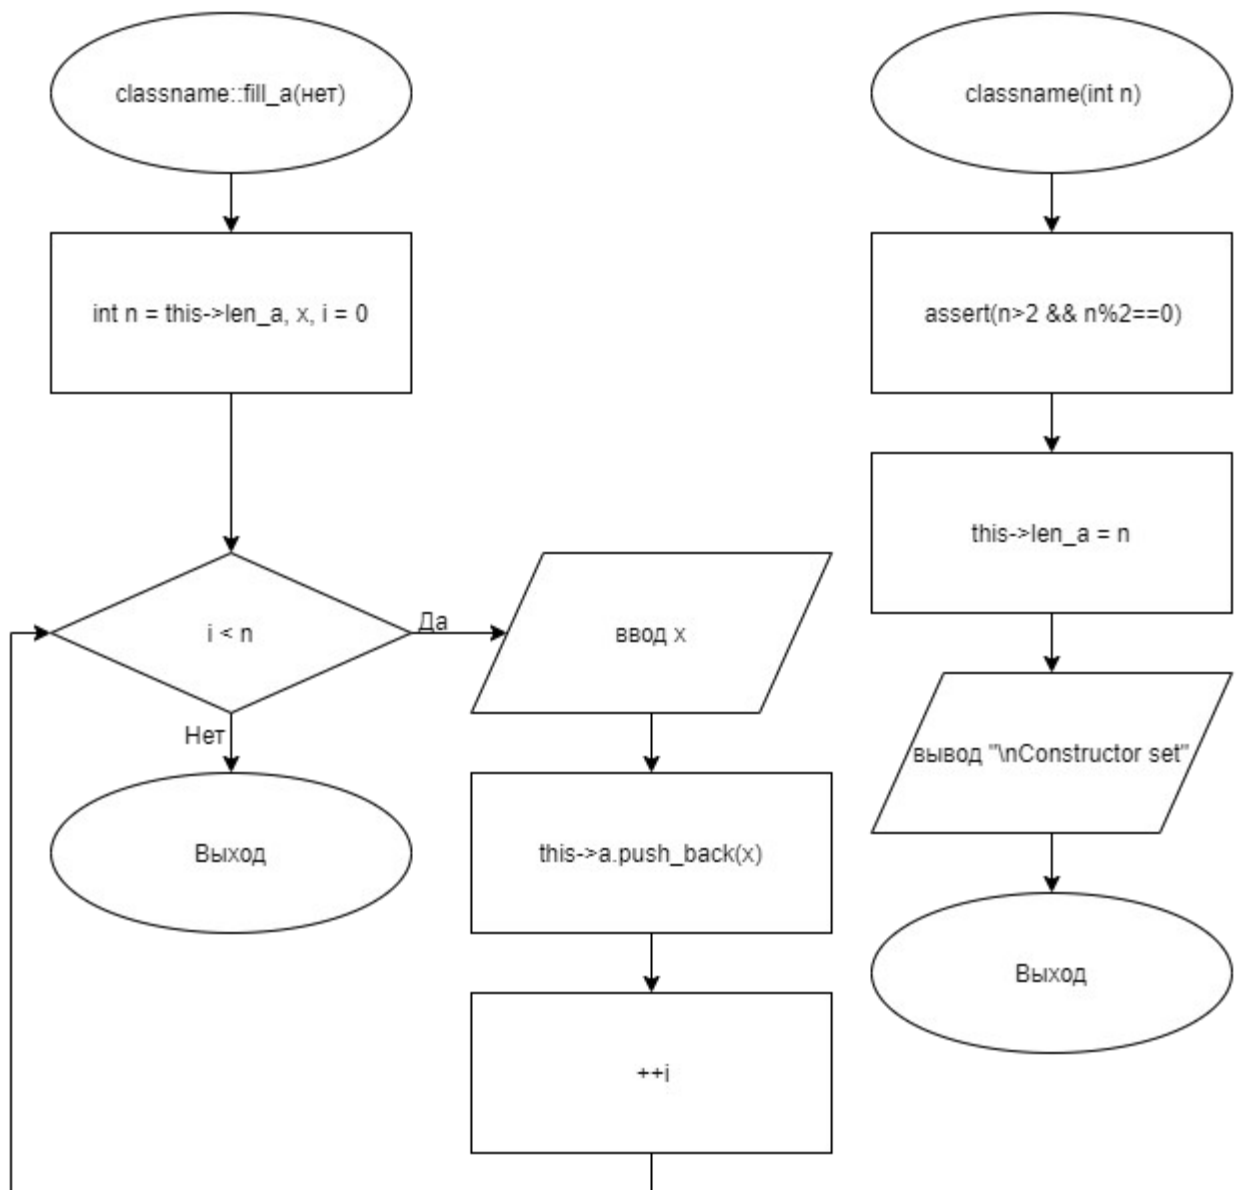 classname::fill_a(нет)
int n = this->len_a, x, i = 0
i < n
Да
Нет
Выход
ввод x
this->a.push_back(x)
++i
classname(int n)
assert(n>2 && n%2==0)
this->len_a = n
вывод "\nConstructor set"
Выход